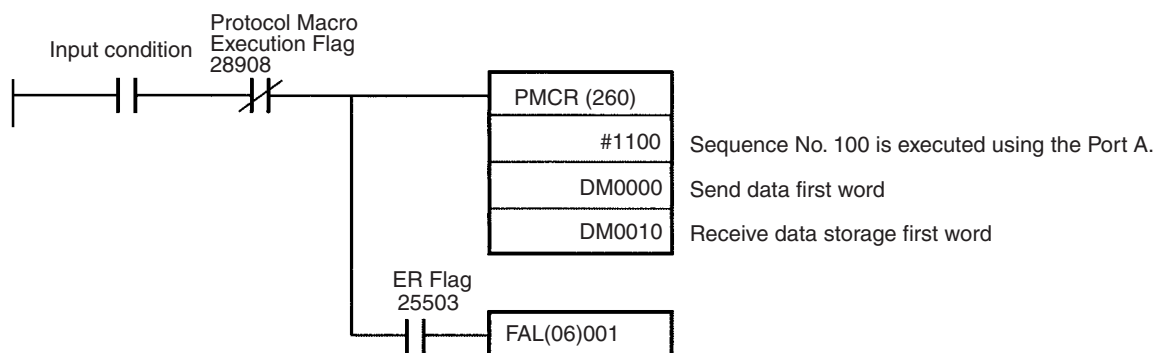 Protocol Macro
Execution Flag
28908
Input condition
PMCR (260)
#1100 Sequence No. 100 is executed using the Port A.
DM0000 Send data first word
DM0010 Receive data storage first word
ER Flag
25503
FAL(06)001